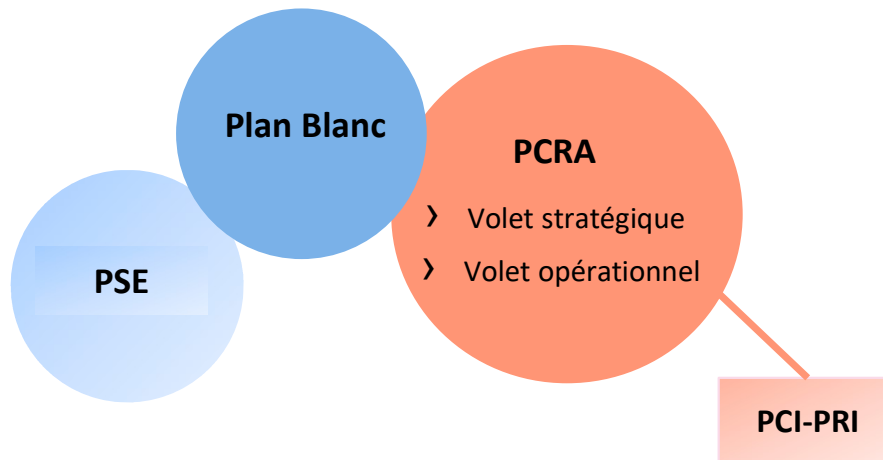 Plan Blanc
PCRA
› Volet stratégique
› Volet opérationnel
PSE
PCI-PRI